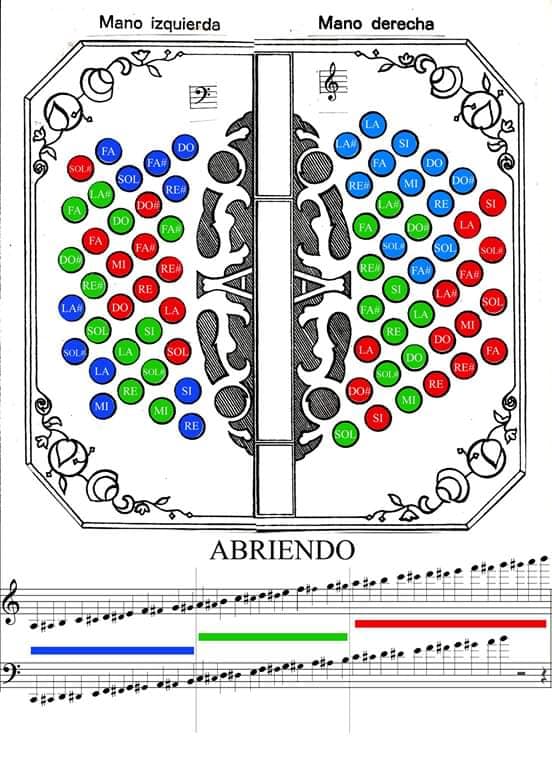 Mano izquierda
Mano derecha
LA
DO
LA#
SI
FA
FA#
FA
DO
SOL#
SOL
RE#
RE#
MI
DO#
LA#
DO#
LA#
RE
SI
FA
DO
FA#
FA
DO#
LA
FA
FA#
SOL#
SOL
SOL#
DO#
MI
RE#
RE#
FA#
FA#
RE#
RE
SI
LA#
LA#
DO
LA
FA#
LA
SOL
SOL
SI
RE
DO
MI
SOL#
LA
SOL
LA
DO
FA
LA
SOL#
SOL#
RE#
RE
SI
DO#
MI
RE
MI
MI
SI
RE
SOL
ABRIENDO